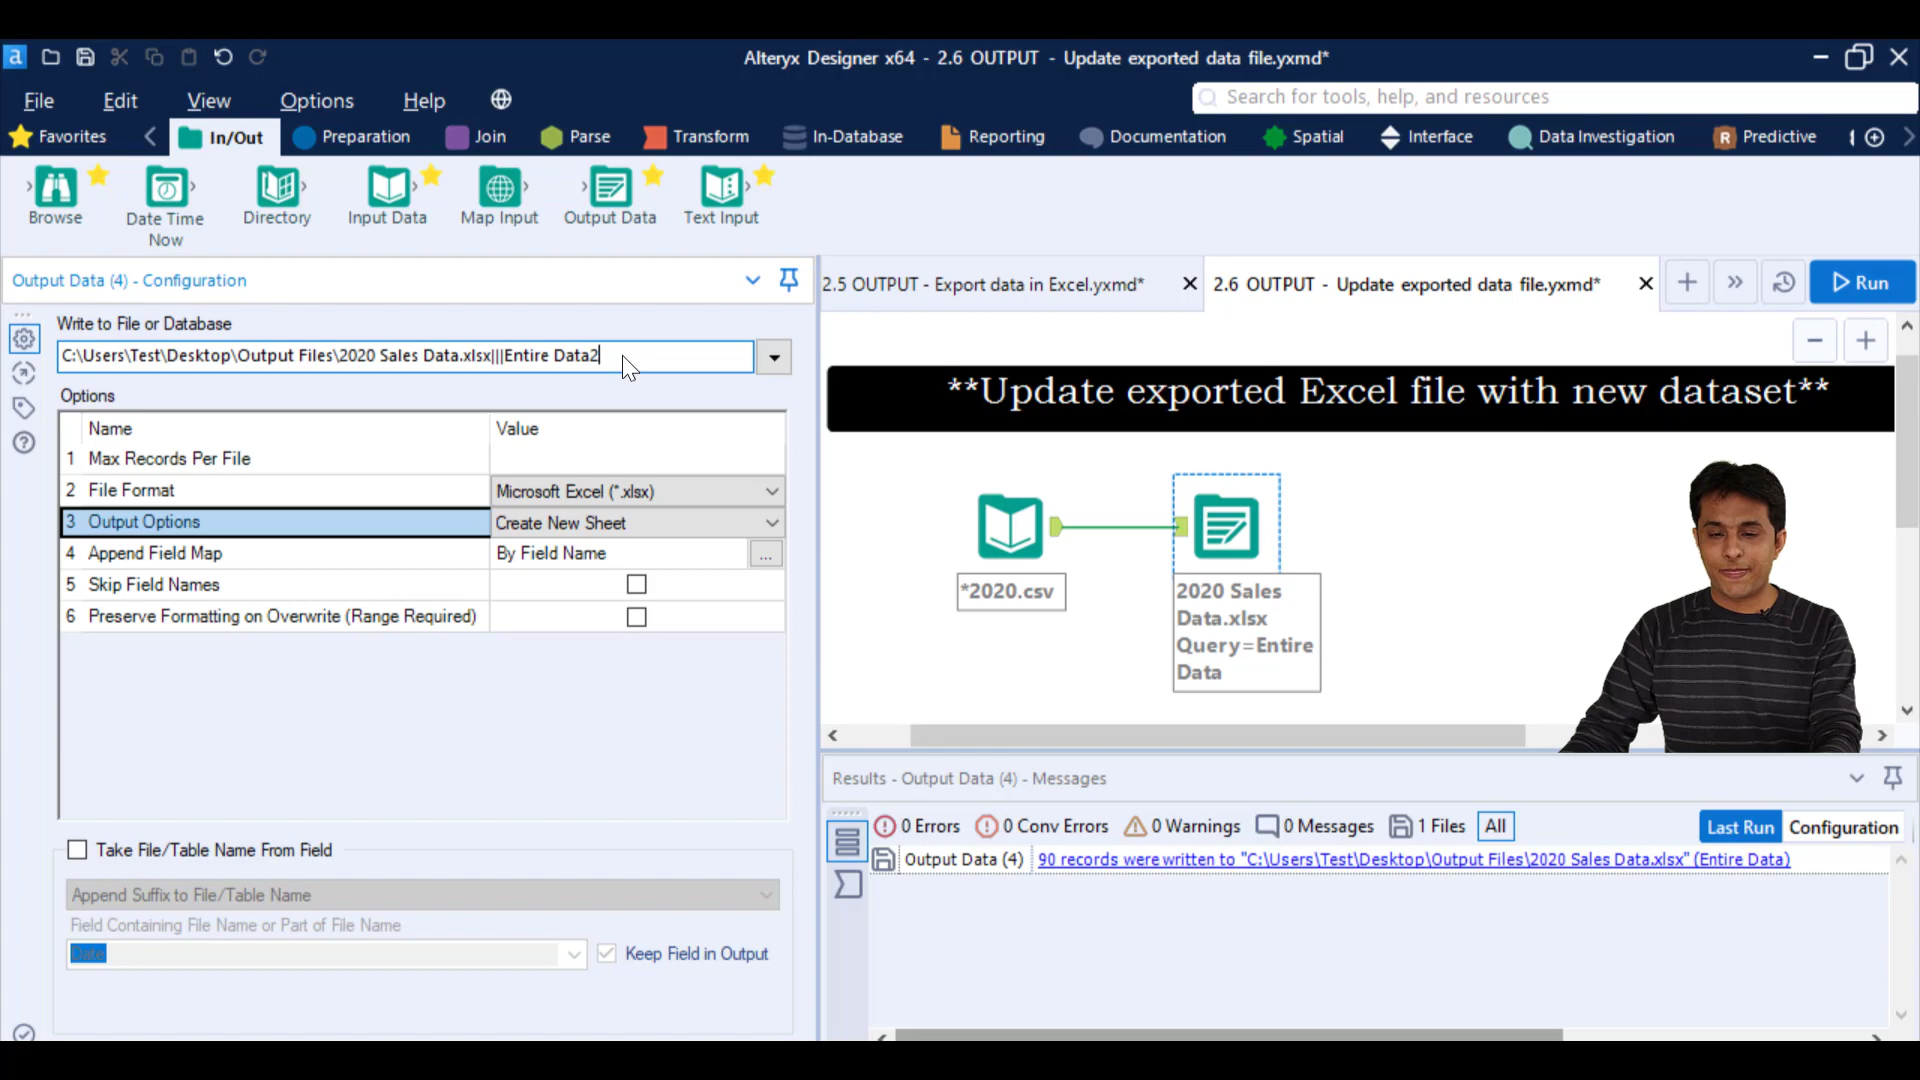 a
Alteryx Designer x64 - 2.6 OUTPUT - Update exported data file.yxmd*
File Edit View Options Help
Search for tools, help, and resources
Favorites In/Out Preparation Join Parse Transform In-Database Reporting Documentation Spatial Interface Data Investigation R Predictive
Browse
Date Time
Now
Directory
Input Data
Map Input
Output Data
Text Input
Output Data (4) - Configuration
Write to File or Database
C:\Users\Test\Desktop\Output Files\2020 Sales Data.xlsx|||Entire Data2
Options
Name Value
1 Max Records Per File
2 File Format Microsoft Excel (*.xlsx)
3 Output Options Create New Sheet
4 Append Field Map By Field Name ...
5 Skip Field Names
6 Preserve Formatting on Overwrite (Range Required)
Take File/Table Name From Field
Append Suffix to File/Table Name
Field Containing File Name or Part of File Name
Date Keep Field in Output
2.5 OUTPUT - Export data in Excel.yxmd*
2.6 OUTPUT - Update exported data file.yxmd*
Run
**Update exported Excel file with new dataset**
*2020.csv
2020 Sales
Data.xlsx
Query=Entire
Data
Results - Output Data (4) - Messages
0 Errors 0 Conv Errors 0 Warnings 0 Messages 1 Files All Last Run Configuration
Output Data (4) 90 records were written to "C:\Users\Test\Desktop\Output Files\2020 Sales Data.xlsx" (Entire Data)